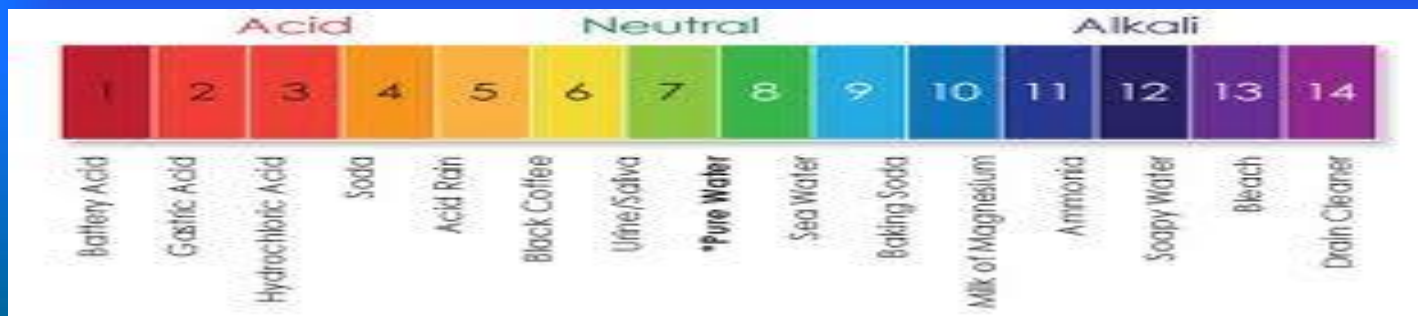 Acid Neutral Alkali
1 2 3 4 5 6 7 8 9 10 11 12 13 14
Battery Acid
Gastric Acid
Hydrochloric Acid
Soda
Acid Rain
Black Coffee
Urine/Saliva
*Pure Water
Sea Water
Baking Soda
Milk of Magnesium
Ammonia
Soapy Water
Bleach
Drain Cleaner